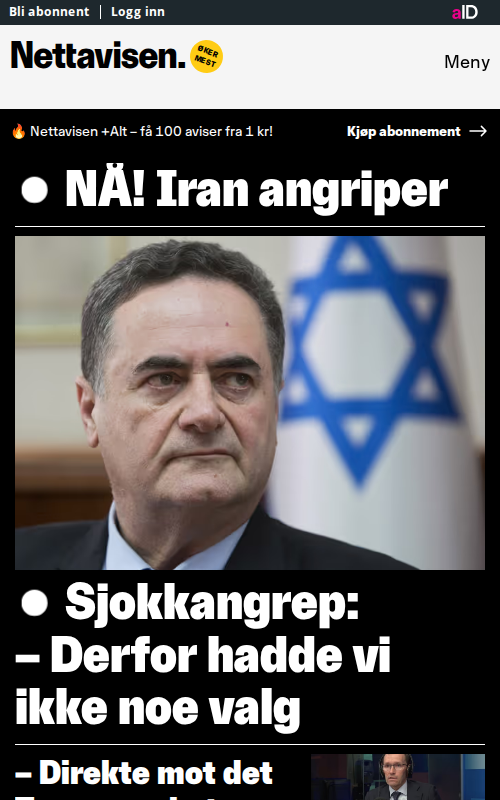 Bli abonnent | Logg inn
aID
Nettavisen.
ØKER
MEST
Meny
🔥 Nettavisen +Alt – få 100 aviser fra 1 kr!
Kjøp abonnement →
NÅ! Iran angriper
Sjokkangrep:
– Derfor hadde vi
ikke noe valg
– Direkte mot det